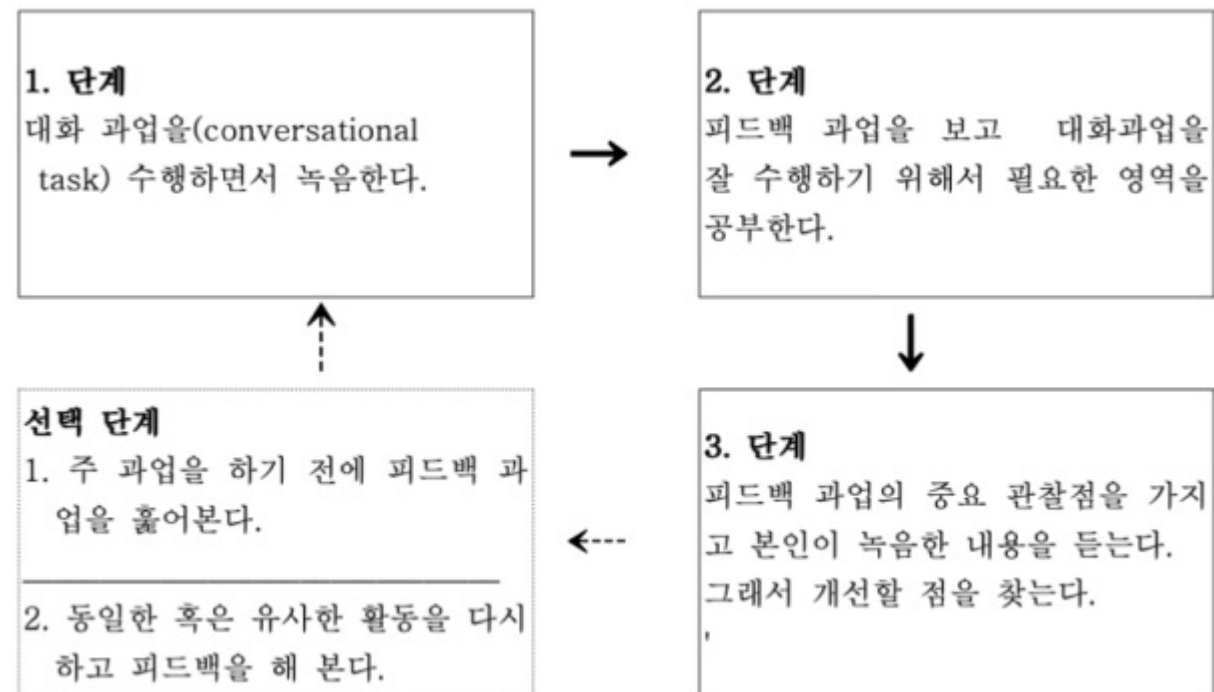 1. 단계
대화 과업을(conversational
task) 수행하면서 녹음한다.
2. 단계
피드백 과업을 보고 대화과업을
잘 수행하기 위해서 필요한 영역을
공부한다.
선택 단계
1. 주 과업을 하기 전에 피드백 과
업을 훑어본다.
2. 동일한 혹은 유사한 활동을 다시
하고 피드백을 해 본다.
3. 단계
피드백 과업의 중요 관찰점을 가지
고 본인이 녹음한 내용을 듣는다.
그래서 개선할 점을 찾는다.
'